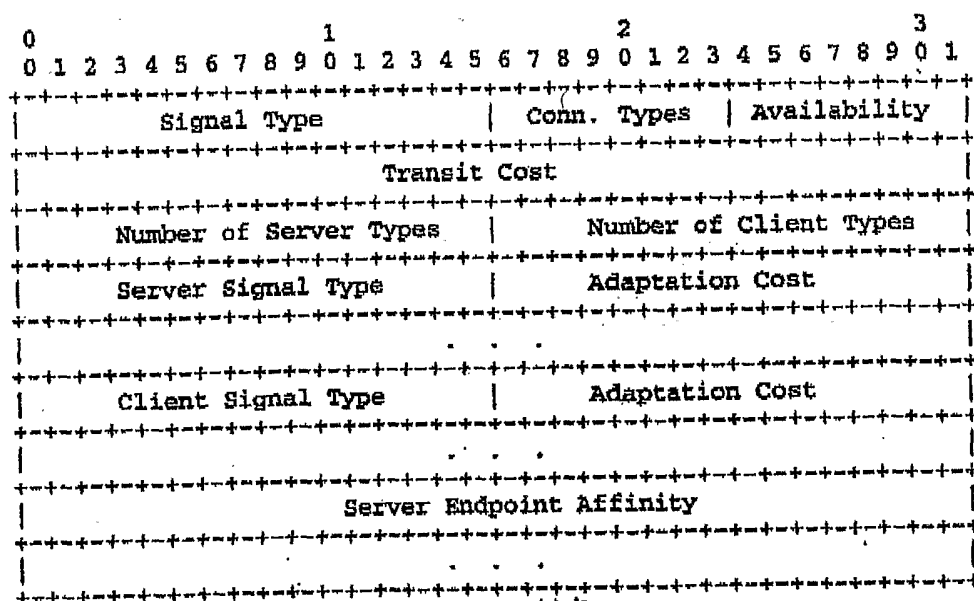 0 1 2 3
0 1 2 3 4 5 6 7 8 9 0 1 2 3 4 5 6 7 8 9 0 1 2 3 4 5 6 7 8 9 0 1
+-+-+-+-+-+-+-+-+-+-+-+-+-+-+-+-+-+-+-+-+-+-+-+-+-+-+-+-+-+-+-+-+
| Signal Type | Conn. Types | Availability |
+-+-+-+-+-+-+-+-+-+-+-+-+-+-+-+-+-+-+-+-+-+-+-+-+-+-+-+-+-+-+-+-+
| Transit Cost |
+-+-+-+-+-+-+-+-+-+-+-+-+-+-+-+-+-+-+-+-+-+-+-+-+-+-+-+-+-+-+-+-+
| Number of Server Types | Number of Client Types |
+-+-+-+-+-+-+-+-+-+-+-+-+-+-+-+-+-+-+-+-+-+-+-+-+-+-+-+-+-+-+-+-+
| Server Signal Type | Adaptation Cost |
+-+-+-+-+-+-+-+-+-+-+-+-+-+-+-+-+-+-+-+-+-+-+-+-+-+-+-+-+-+-+-+-+
| . . . |
+-+-+-+-+-+-+-+-+-+-+-+-+-+-+-+-+-+-+-+-+-+-+-+-+-+-+-+-+-+-+-+-+
| Client Signal Type | Adaptation Cost |
+-+-+-+-+-+-+-+-+-+-+-+-+-+-+-+-+-+-+-+-+-+-+-+-+-+-+-+-+-+-+-+-+
| . . . |
+-+-+-+-+-+-+-+-+-+-+-+-+-+-+-+-+-+-+-+-+-+-+-+-+-+-+-+-+-+-+-+-+
| Server Endpoint Affinity |
+-+-+-+-+-+-+-+-+-+-+-+-+-+-+-+-+-+-+-+-+-+-+-+-+-+-+-+-+-+-+-+-+
| . . . |
+-+-+-+-+-+-+-+-+-+-+-+-+-+-+-+-+-+-+-+-+-+-+-+-+-+-+-+-+-+-+-+-+